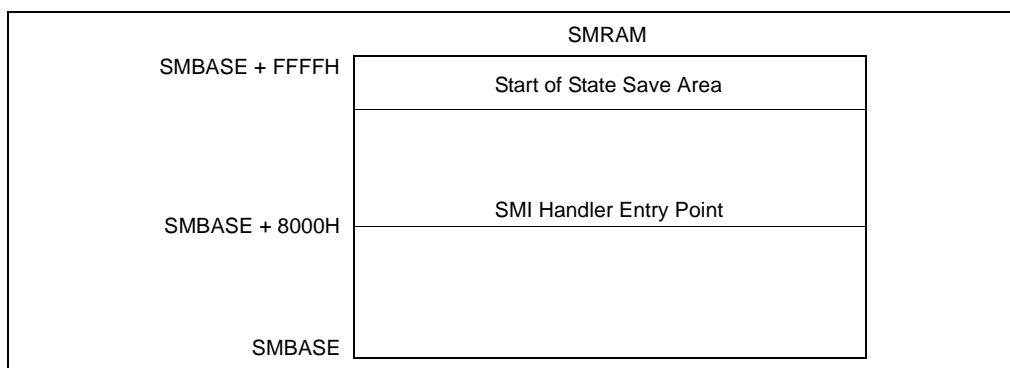 SMRAM
SMBASE + FFFFH
Start of State Save Area
SMI Handler Entry Point
SMBASE + 8000H
SMBASE